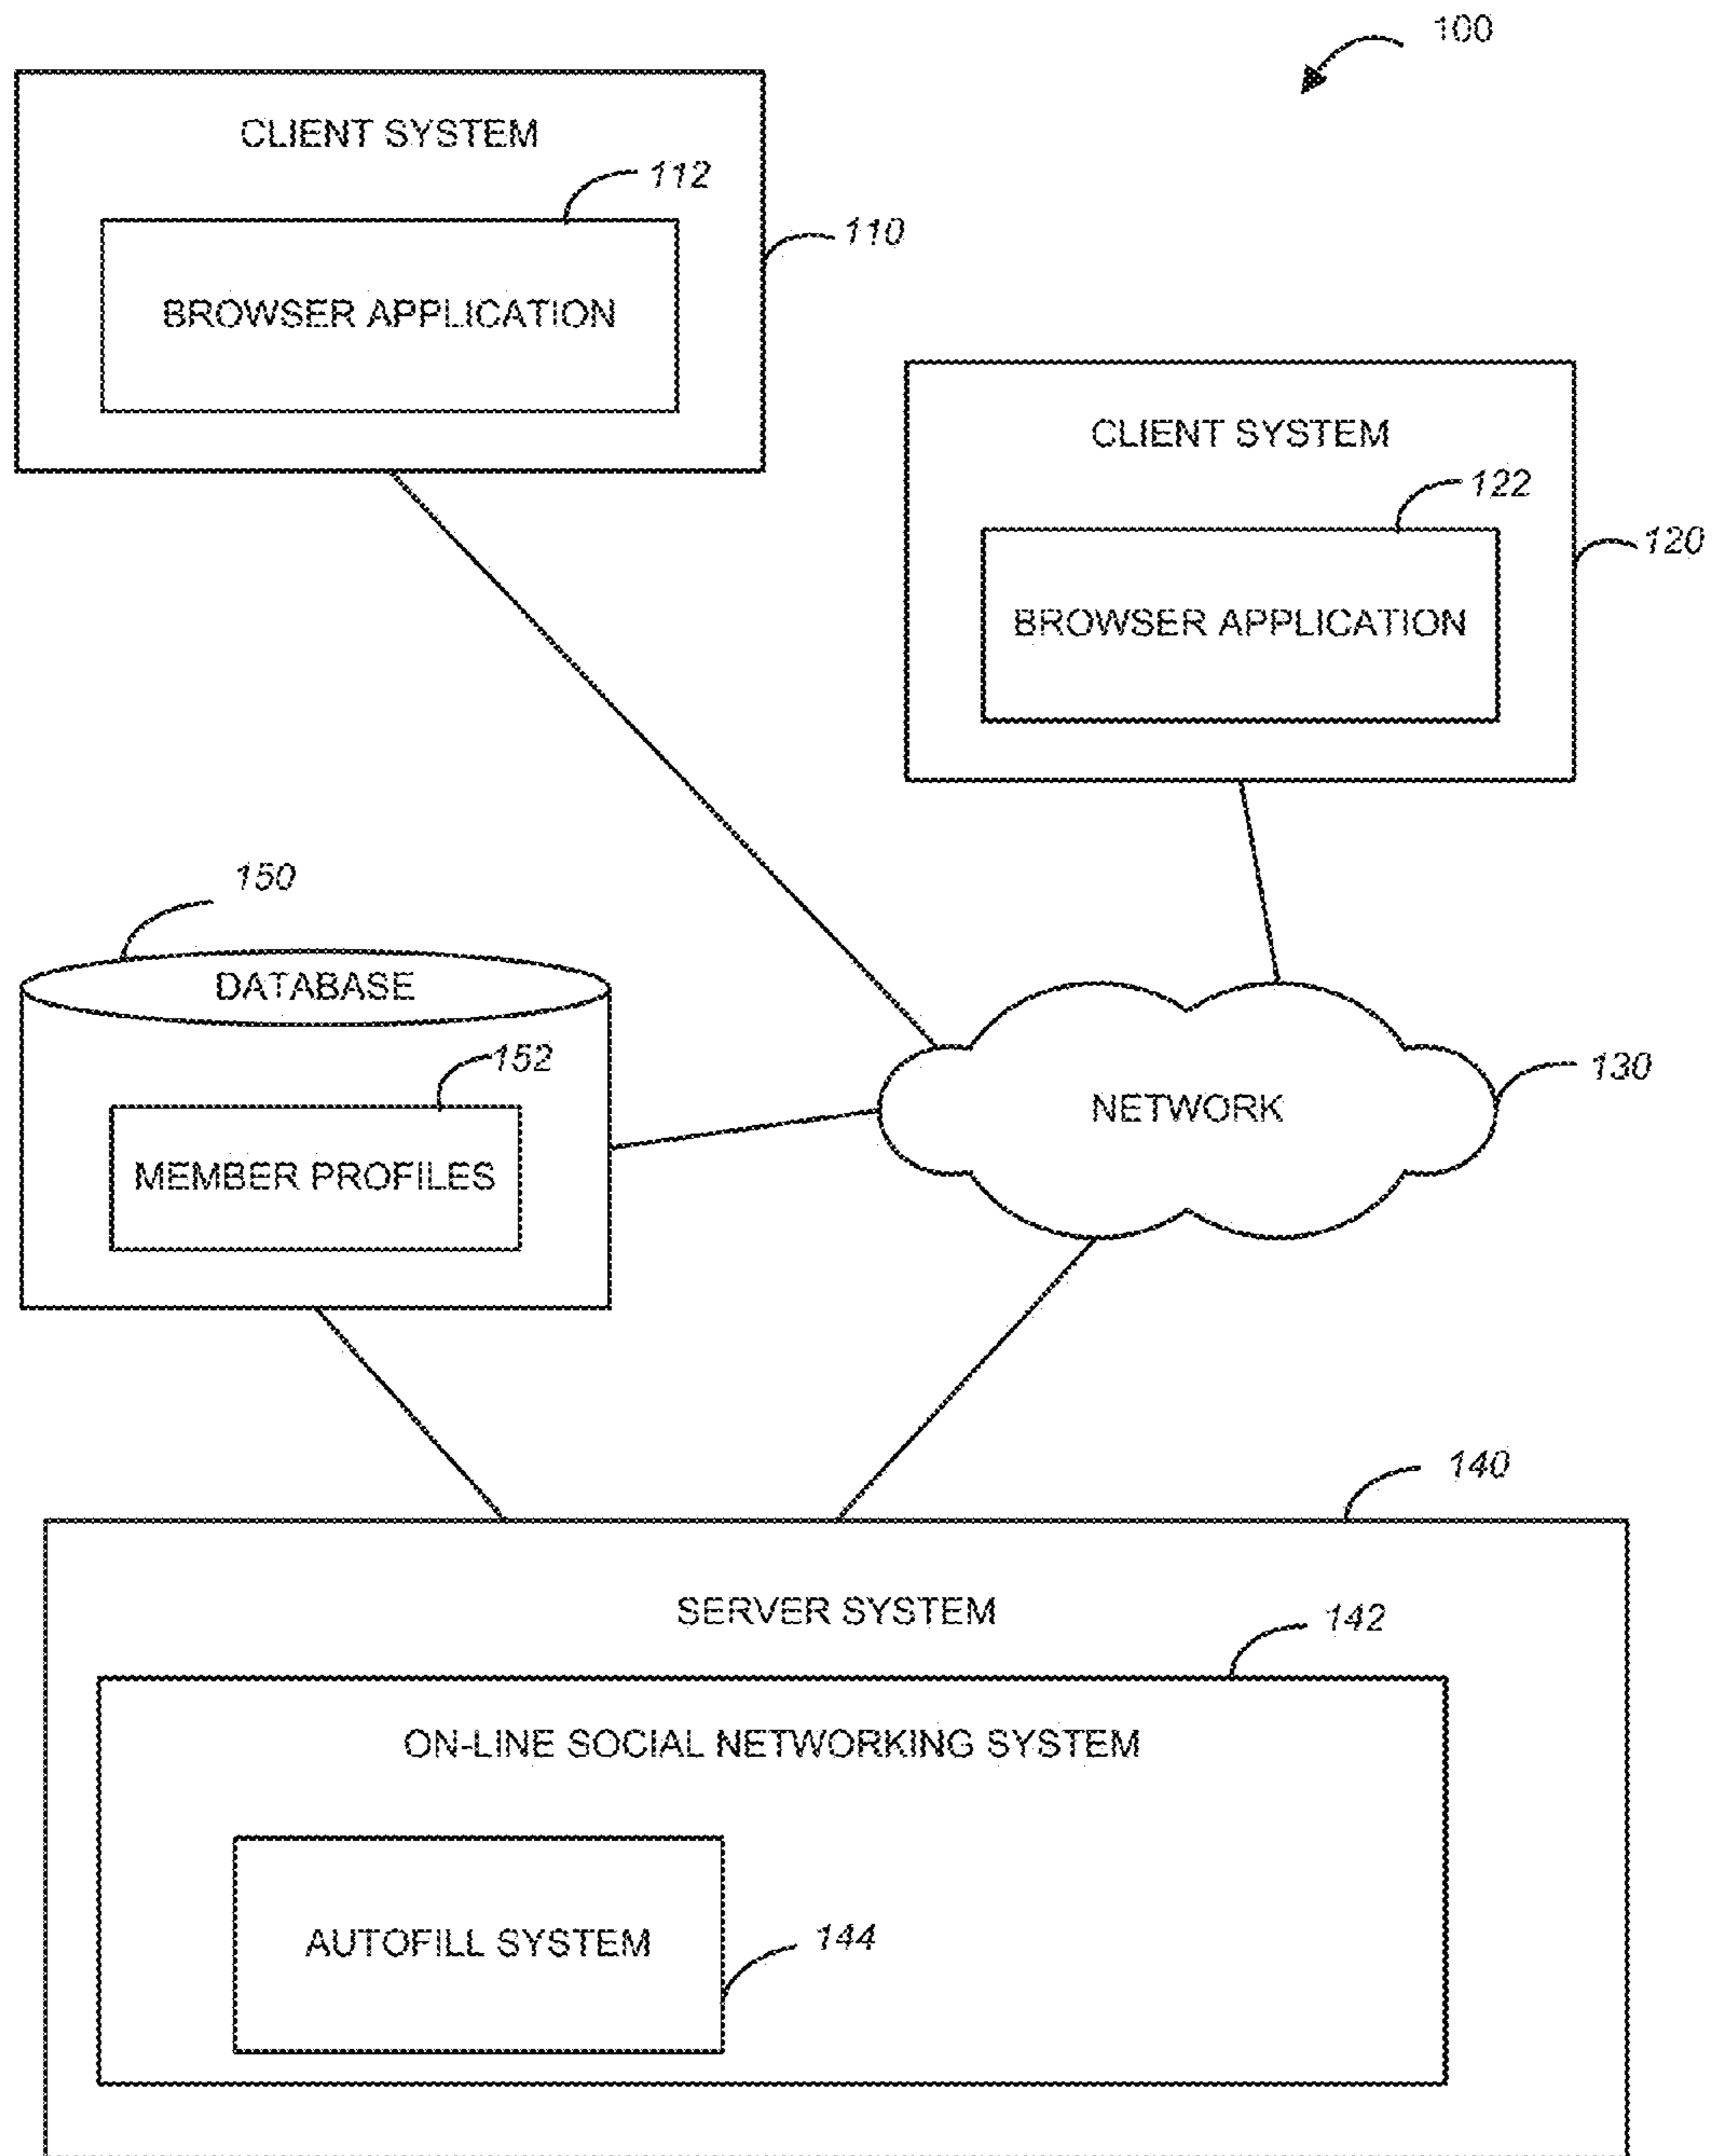 100
CLIENT SYSTEM
112
110
BROWSER APPLICATION
CLIENT SYSTEM
122
120
BROWSER APPLICATION
150
DATABASE
152
130
NETWORK
MEMBER PROFILES
140
SERVER SYSTEM
142
ON-LINE SOCIAL NETWORKING SYSTEM
AUTOFILL SYSTEM
144